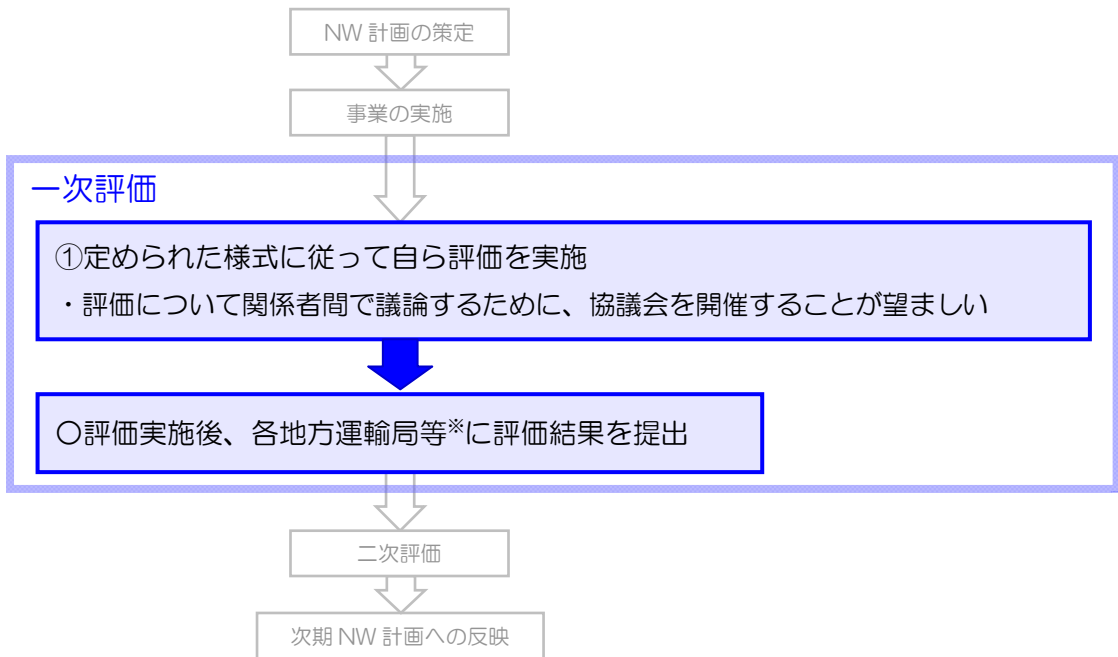 NW 計画の策定
事業の実施
一次評価
①定められた様式に従って自ら評価を実施
・評価について関係者間で議論するために、協議会を開催することが望ましい
〇評価実施後、各地方運輸局等※に評価結果を提出
二次評価
次期 NW 計画への反映